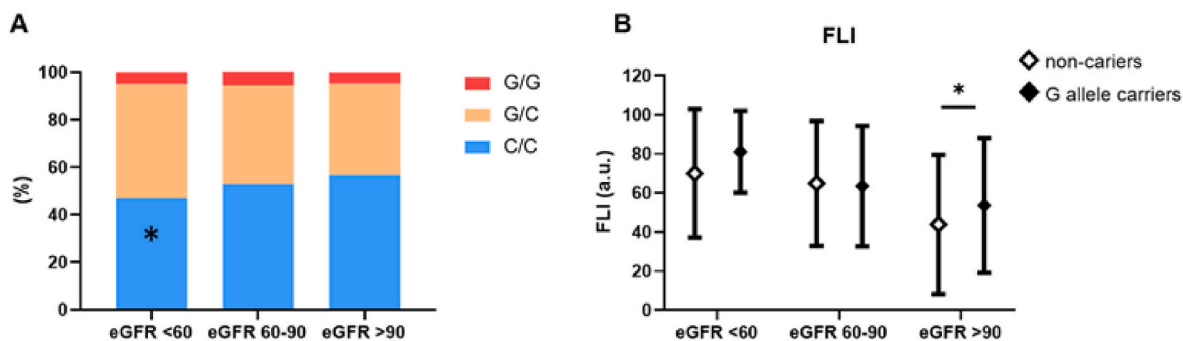 A
(%)
100
80
60
40
20
0
*
eGFR <60
eGFR 60-90
eGFR >90
G/G
G/C
C/C
B
FLI
FLI (a.u.)
120
100
80
60
40
20
0
*
eGFR <60
eGFR 60-90
eGFR >90
non-cariers
G allele carriers